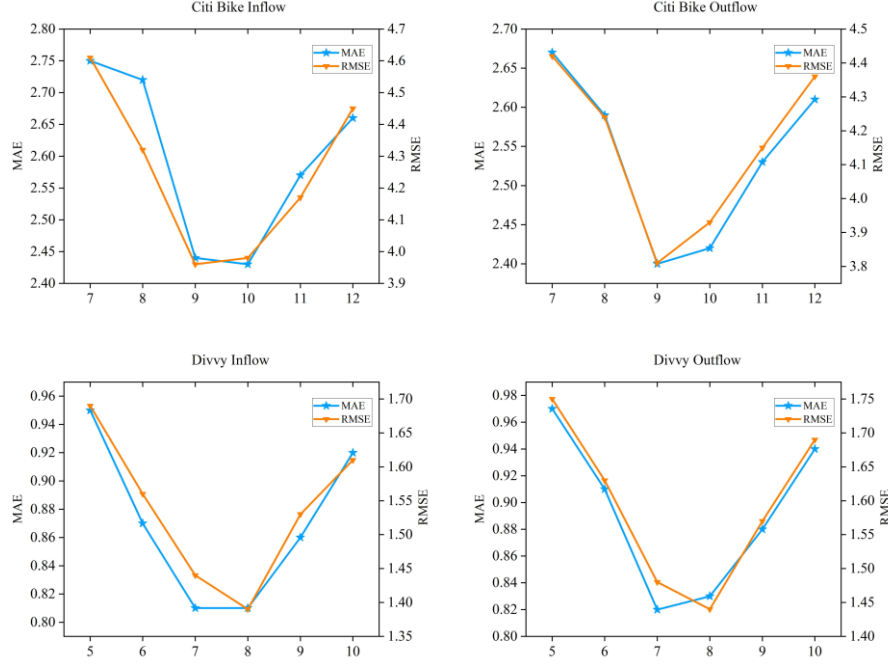 Citi Bike Inflow
MAE
2.80
2.75
2.70
2.65
2.60
2.55
2.50
2.45
2.40
MAE
RMSE
4.7
4.6
4.5
4.4
4.3
4.2
4.1
4.0
3.9
RMSE
7 8 9 10 11 12
Citi Bike Outflow
MAE
2.70
2.65
2.60
2.55
2.50
2.45
2.40
MAE
RMSE
4.5
4.4
4.3
4.2
4.1
4.0
3.9
3.8
RMSE
7 8 9 10 11 12
Divvy Inflow
MAE
0.96
0.94
0.92
0.90
0.88
0.86
0.84
0.82
0.80
MAE
RMSE
1.70
1.65
1.60
1.55
1.50
1.45
1.40
1.35
RMSE
5 6 7 8 9 10
Divvy Outflow
MAE
0.98
0.96
0.94
0.92
0.90
0.88
0.86
0.84
0.82
0.80
MAE
RMSE
1.75
1.70
1.65
1.60
1.55
1.50
1.45
1.40
RMSE
5 6 7 8 9 10